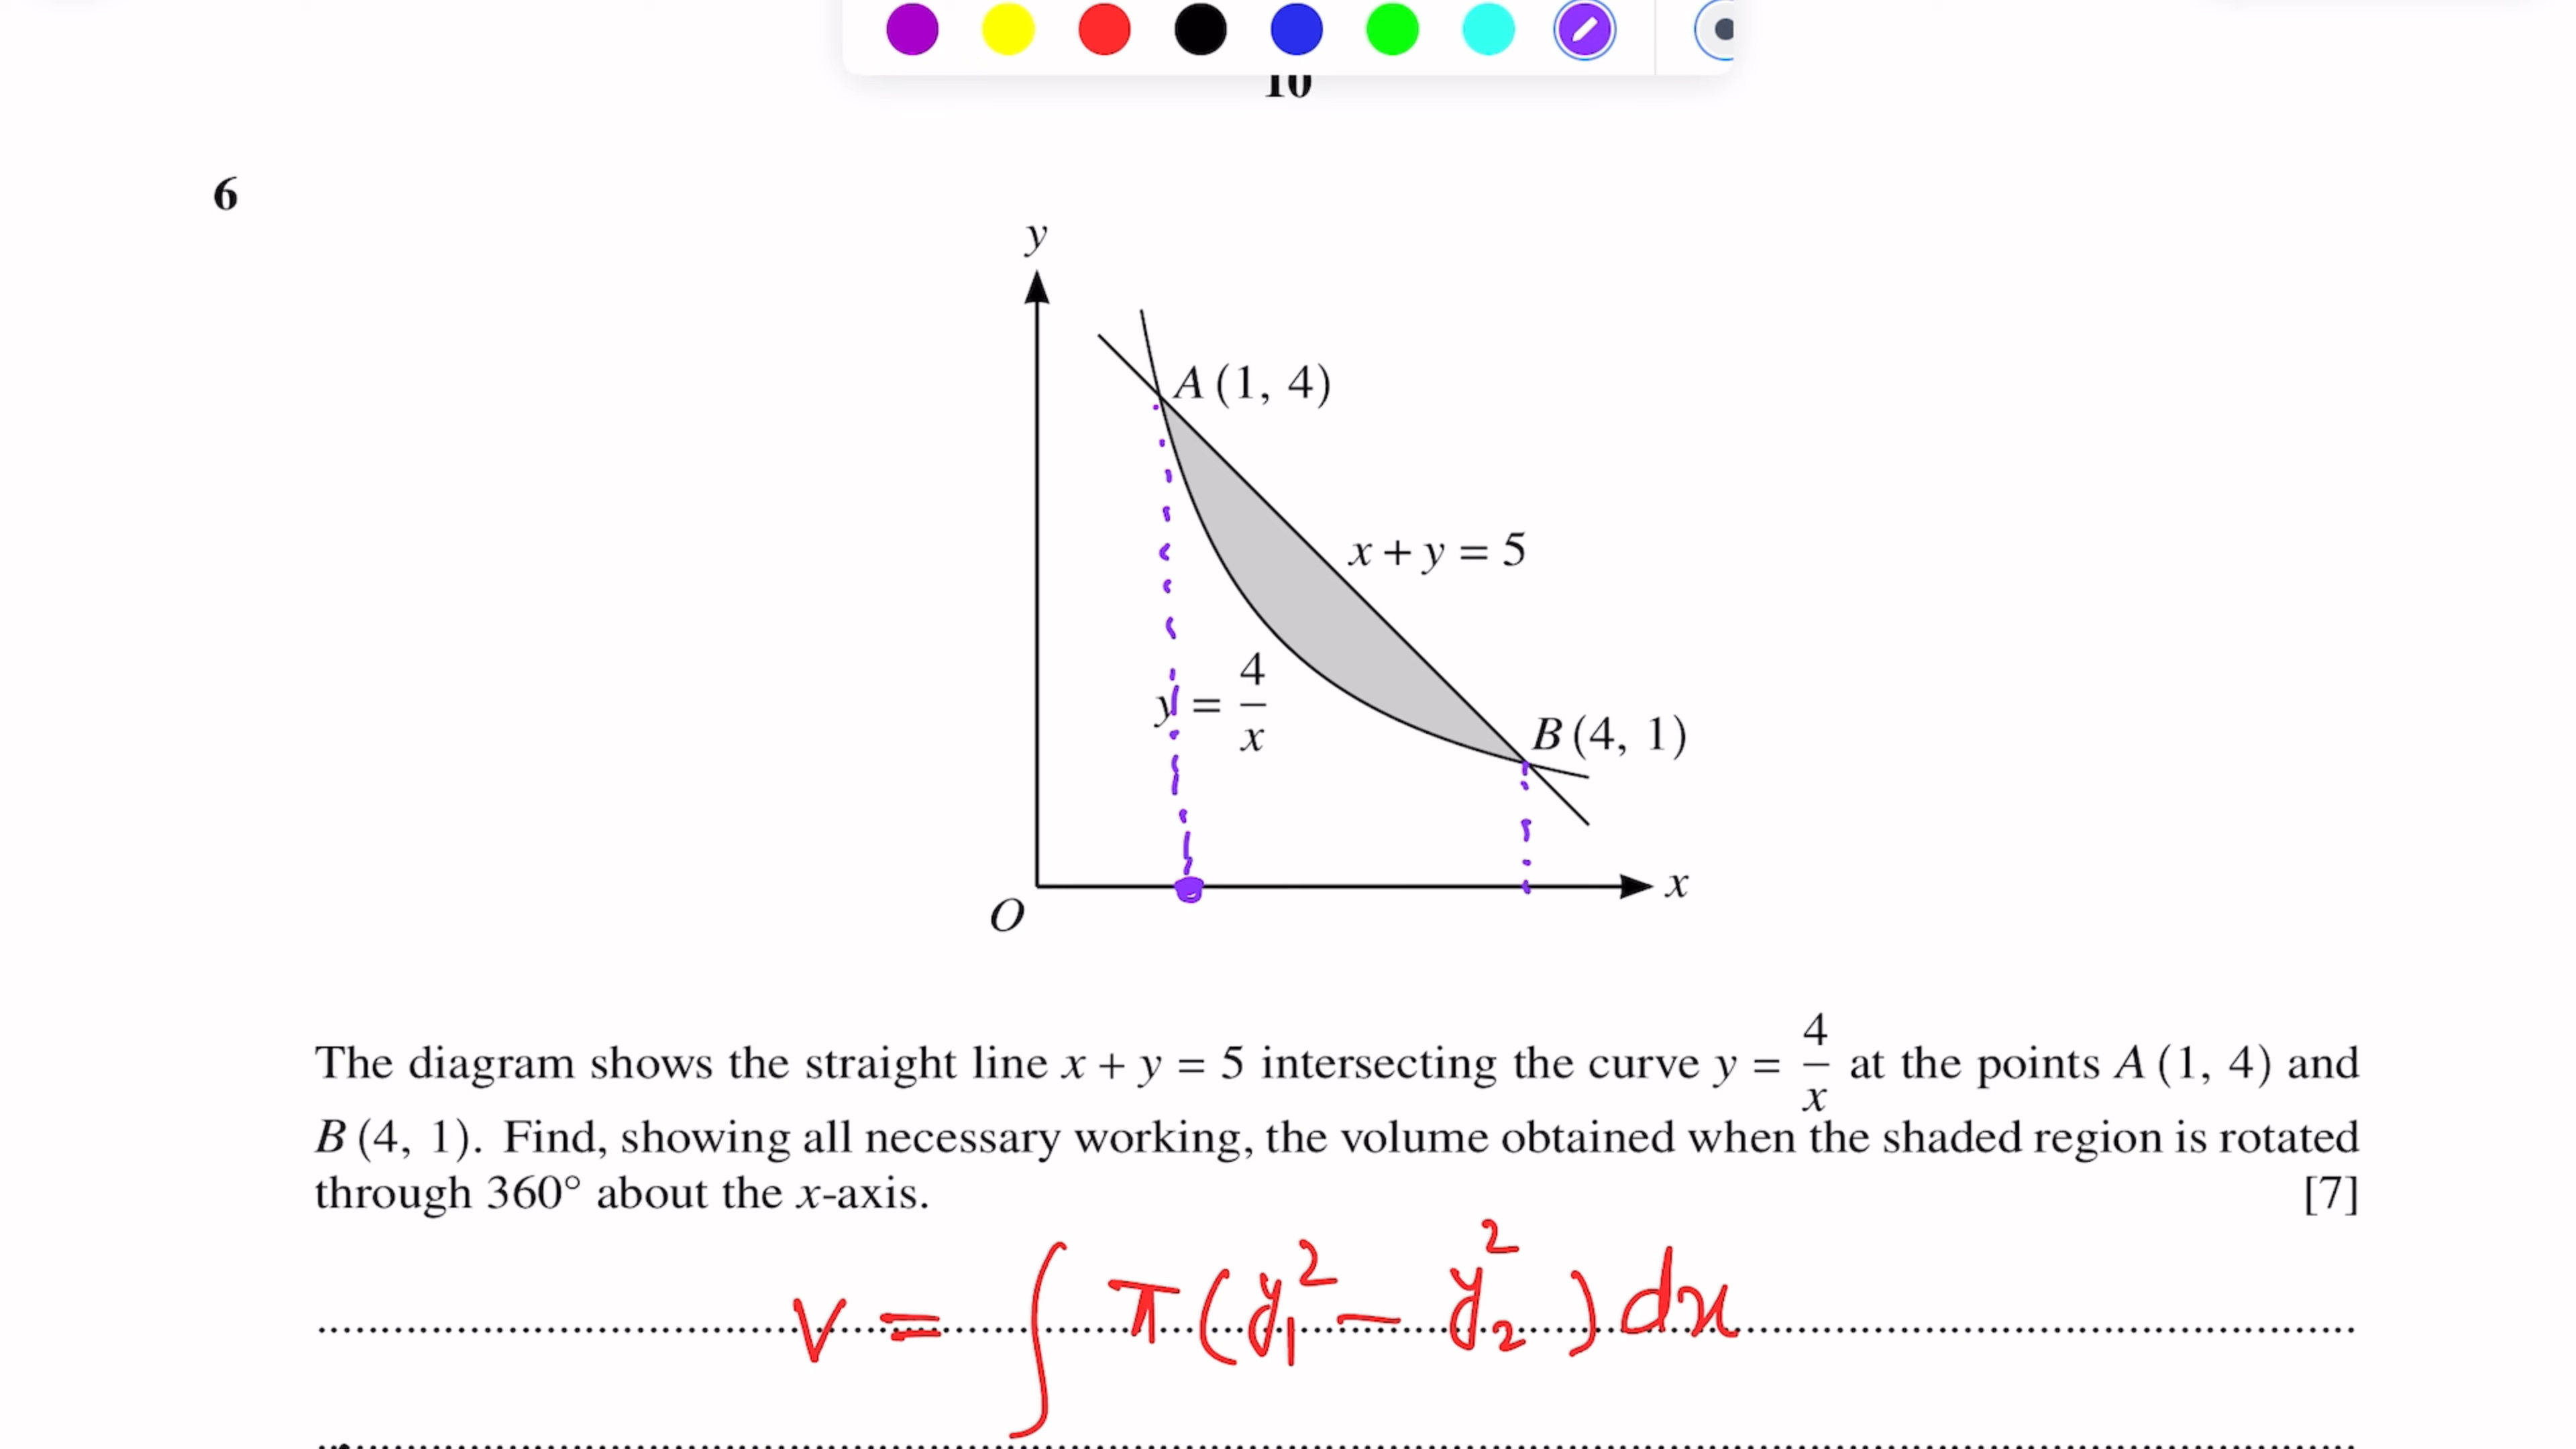 10
6
y
A (1, 4)
x + y = 5
y = 4/x
B (4, 1)
x
O
The diagram shows the straight line x + y = 5 intersecting the curve y = 4/x at the points A (1, 4) and
B (4, 1). Find, showing all necessary working, the volume obtained when the shaded region is rotated
through 360° about the x-axis. [7]
V = ∫ π (y₁² − y₂²) dx